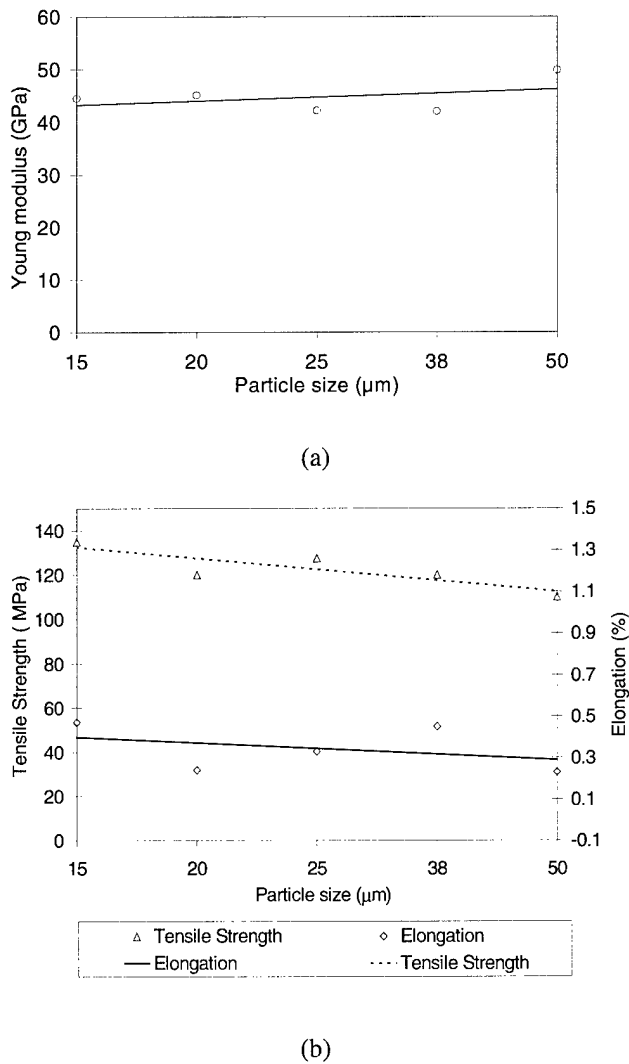 60
50
40
30
20
10
0
Young modulus (GPa)
15 20 25 38 50
Particle size (μm)
(a)
140
120
100
80
60
40
20
0
Tensile Strength ( MPa)
1.5
1.3
1.1
0.9
0.7
0.5
0.3
0.1
-0.1
Elongation (%)
15 20 25 38 50
Particle size (μm)
Tensile Strength Elongation
Elongation Tensile Strength
(b)